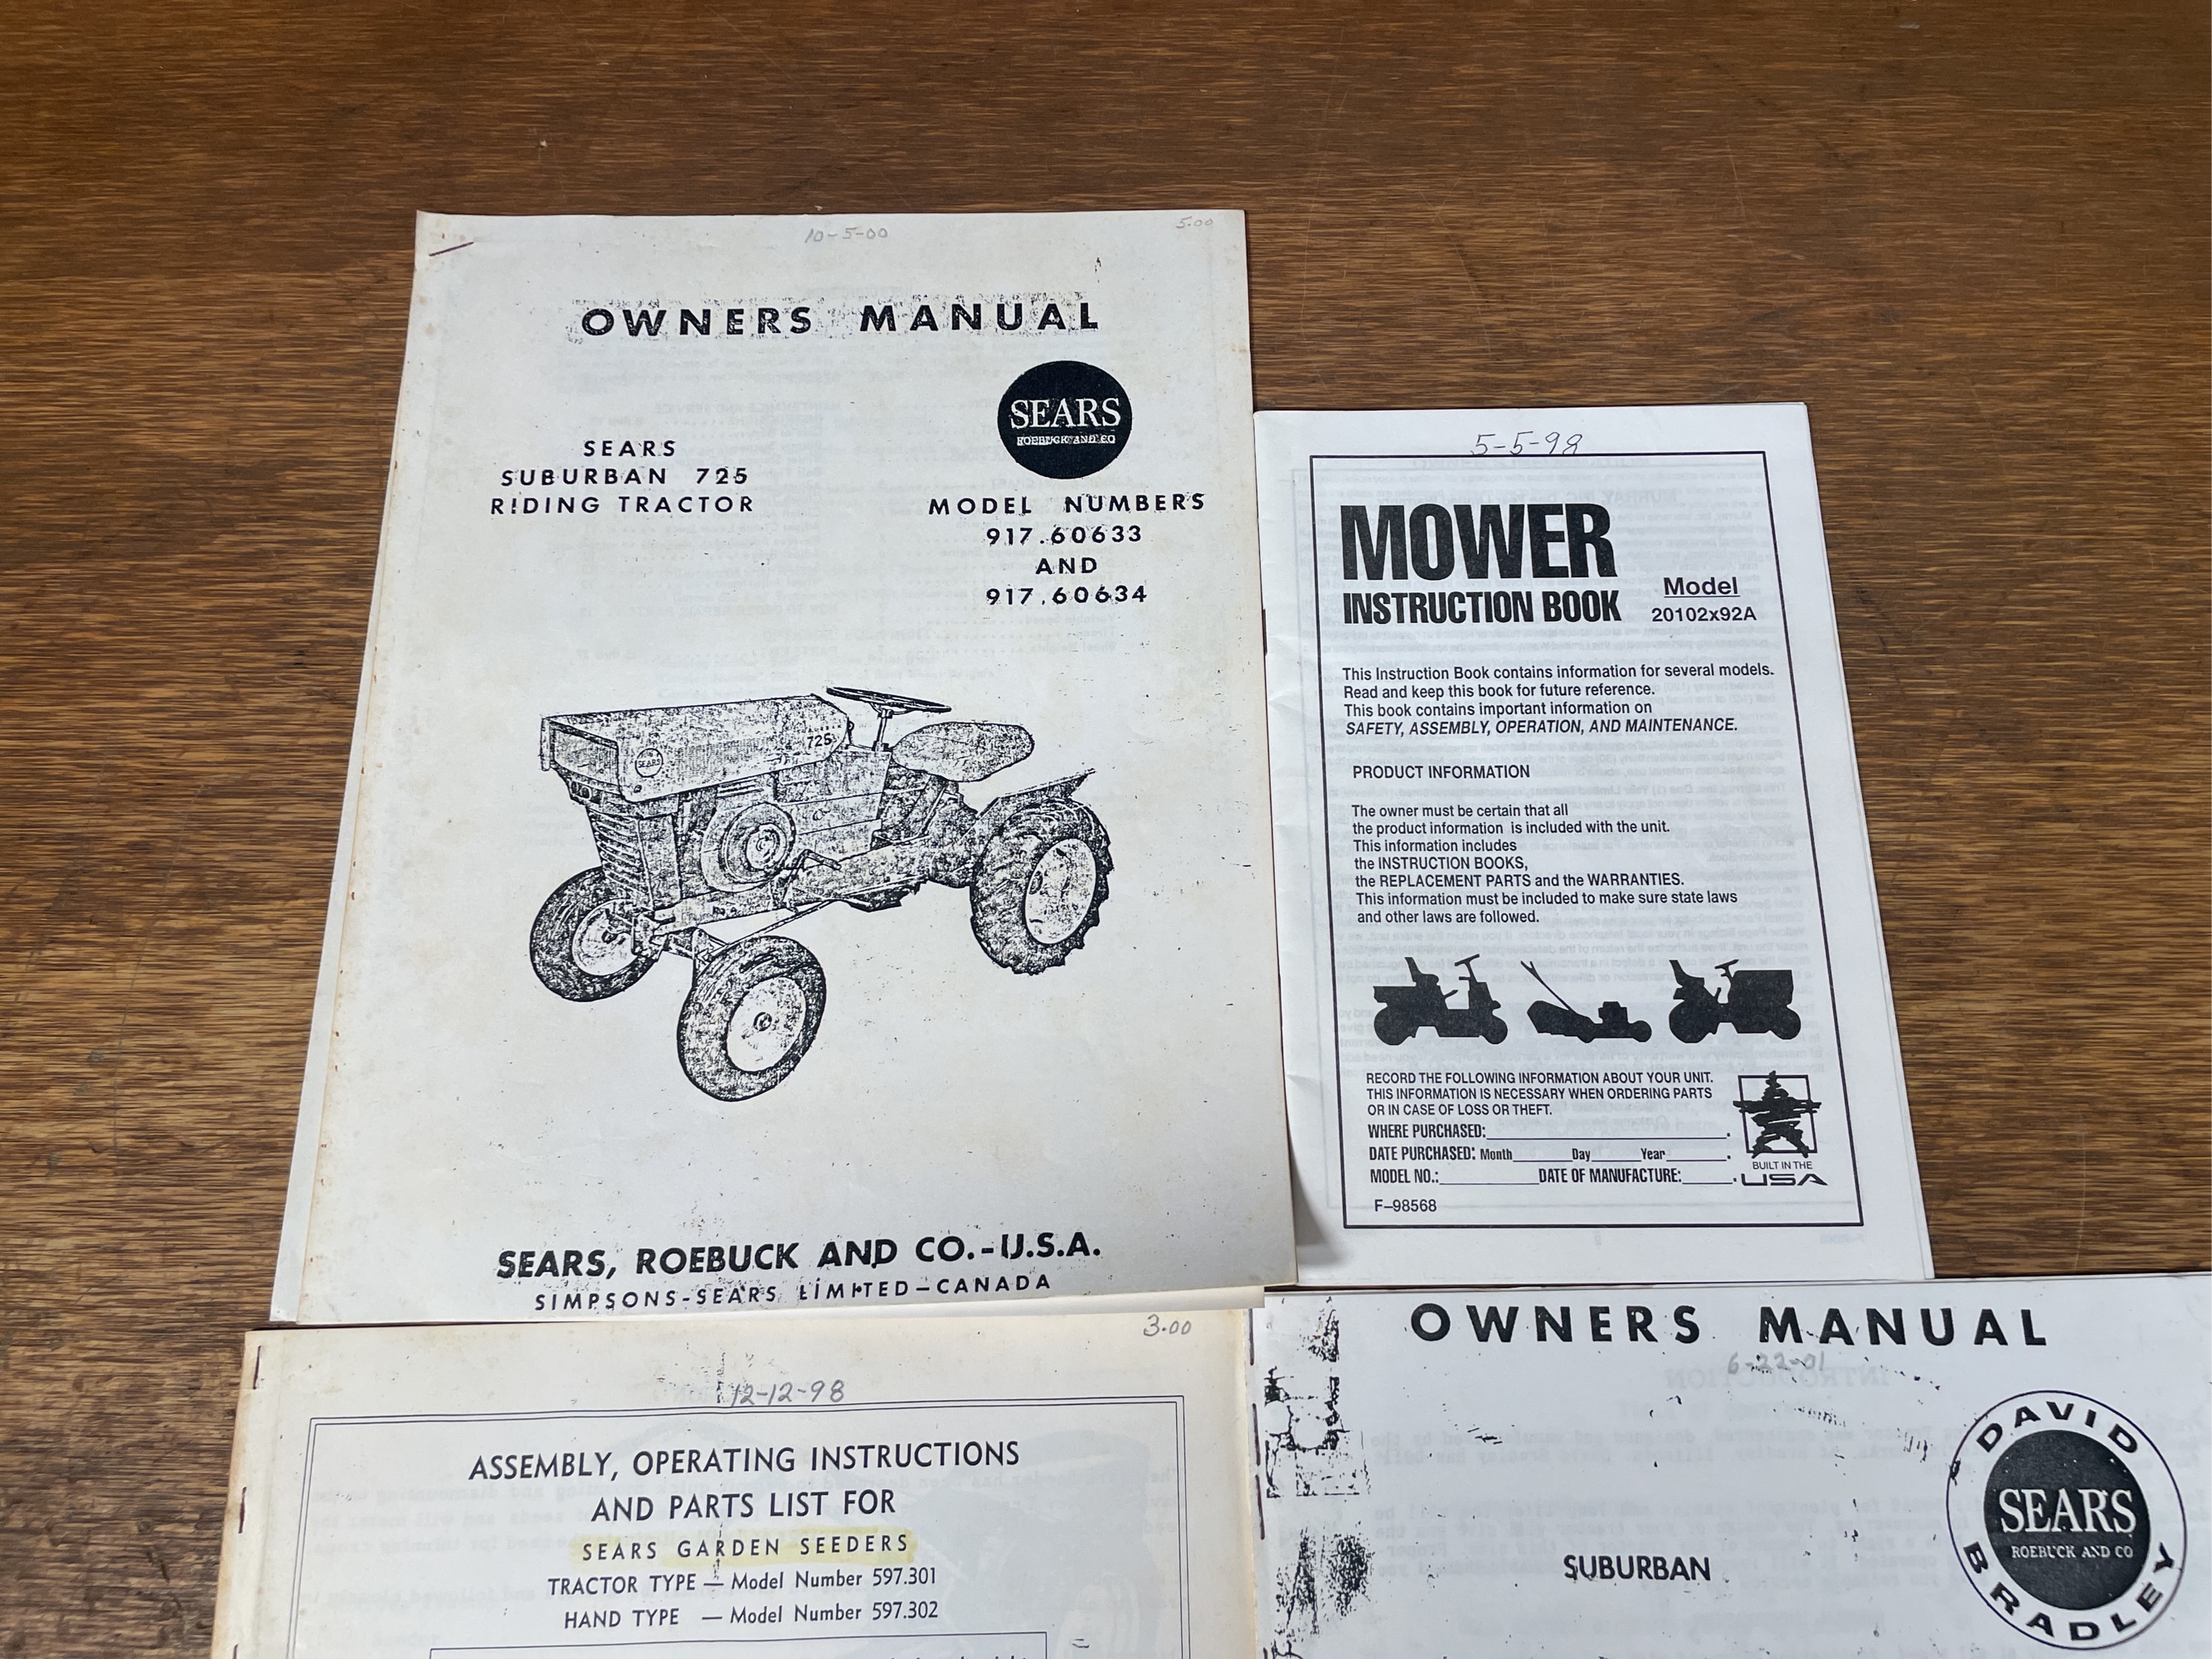 10-5-00
5.00
OWNERS MANUAL
SEARS
ROEBUCK AND CO
SEARS
SUBURBAN 725
RIDING TRACTOR
MODEL NUMBERS
917.60633
AND
917.60634
725
SEARS
SEARS, ROEBUCK AND CO.-U.S.A.
SIMPSONS-SEARS LIMITED-CANADA
5-5-98
MOWER
INSTRUCTION BOOK
Model
20102x92A
This Instruction Book contains information for several models.
Read and keep this book for future reference.
This book contains important information on
SAFETY, ASSEMBLY, OPERATION, AND MAINTENANCE.
PRODUCT INFORMATION
The owner must be certain that all
the product information is included with the unit.
This information includes
the INSTRUCTION BOOKS,
the REPLACEMENT PARTS and the WARRANTIES.
This information must be included to make sure state laws
and other laws are followed.
RECORD THE FOLLOWING INFORMATION ABOUT YOUR UNIT.
THIS INFORMATION IS NECESSARY WHEN ORDERING PARTS
OR IN CASE OF LOSS OR THEFT.
WHERE PURCHASED:
DATE PURCHASED: Month Day Year
MODEL NO.: DATE OF MANUFACTURE:
BUILT IN THE
USA
F-98568
3.00
12-12-98
ASSEMBLY, OPERATING INSTRUCTIONS
AND PARTS LIST FOR
SEARS GARDEN SEEDERS
TRACTOR TYPE — Model Number 597.301
HAND TYPE — Model Number 597.302
OWNERS MANUAL
6-22-01
DAVID
BRADLEY
SEARS
ROEBUCK AND CO
SUBURBAN